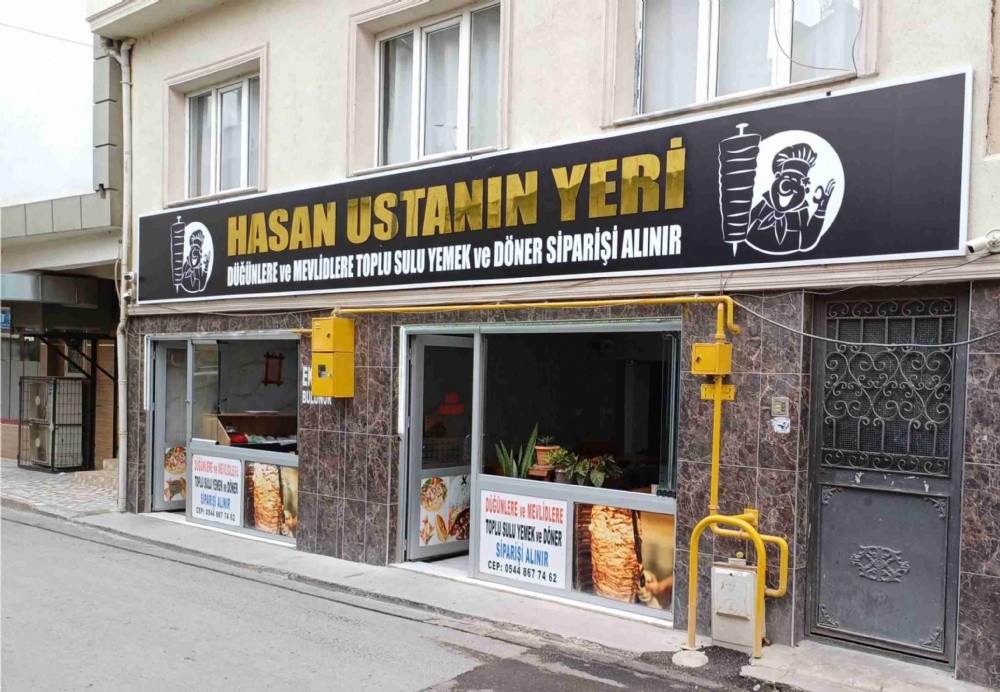 HASAN USTANIN YERİ
DÜĞÜNLERE ve MEVLİDLERE TOPLU SULU YEMEK ve DÖNER SİPARİŞİ ALINIR
BULUNUR
DÜĞÜNLERE ve MEVLİDLERE
TOPLU SULU YEMEK ve DÖNER
SİPARİŞİ ALINIR
CEP: 0544 867 74 62
DÜĞÜNLERE ve MEVLİDLERE
TOPLU SULU YEMEK ve DÖNER
SİPARİŞİ ALINIR
CEP: 0544 867 74 62